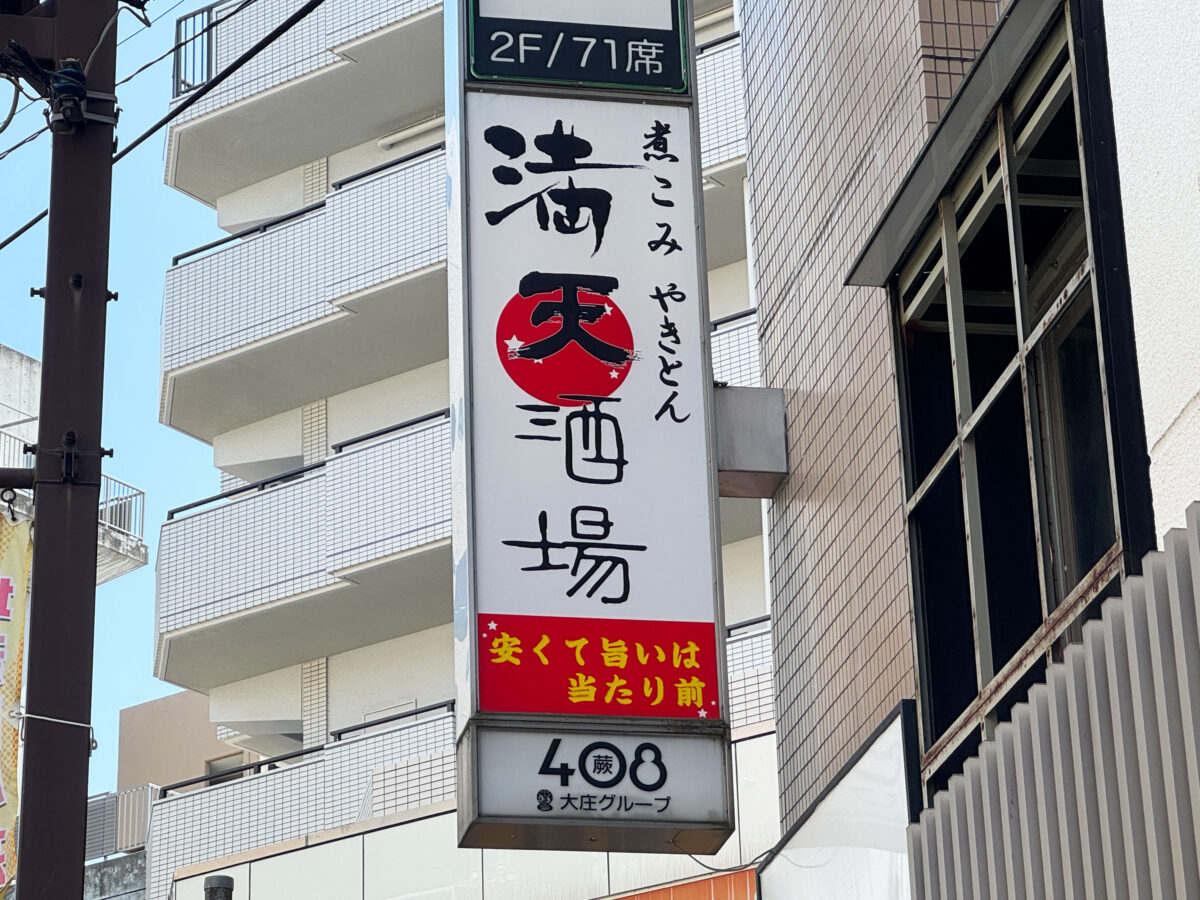 2F/71席
煮こみ やきとん
満天酒場
安くて旨いは
当たり前
408
蕨
大庄グループ